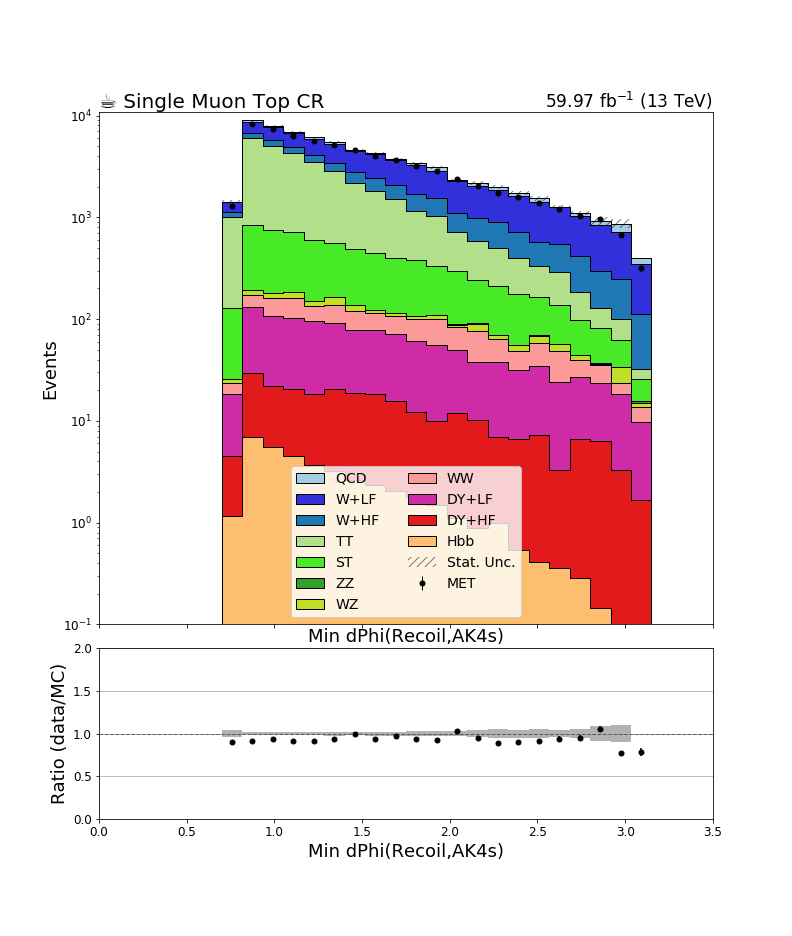 ☕ Single Muon Top CR 59.97 fb⁻¹ (13 TeV)
Events
10⁴
10³
10²
10¹
10⁰
10⁻¹
QCD WW
W+LF DY+LF
W+HF DY+HF
TT Hbb
ST Stat. Unc.
ZZ MET
WZ
Min dPhi(Recoil,AK4s)
Ratio (data/MC)
2.0
1.5
1.0
0.5
0.0
0.0 0.5 1.0 1.5 2.0 2.5 3.0 3.5
Min dPhi(Recoil,AK4s)